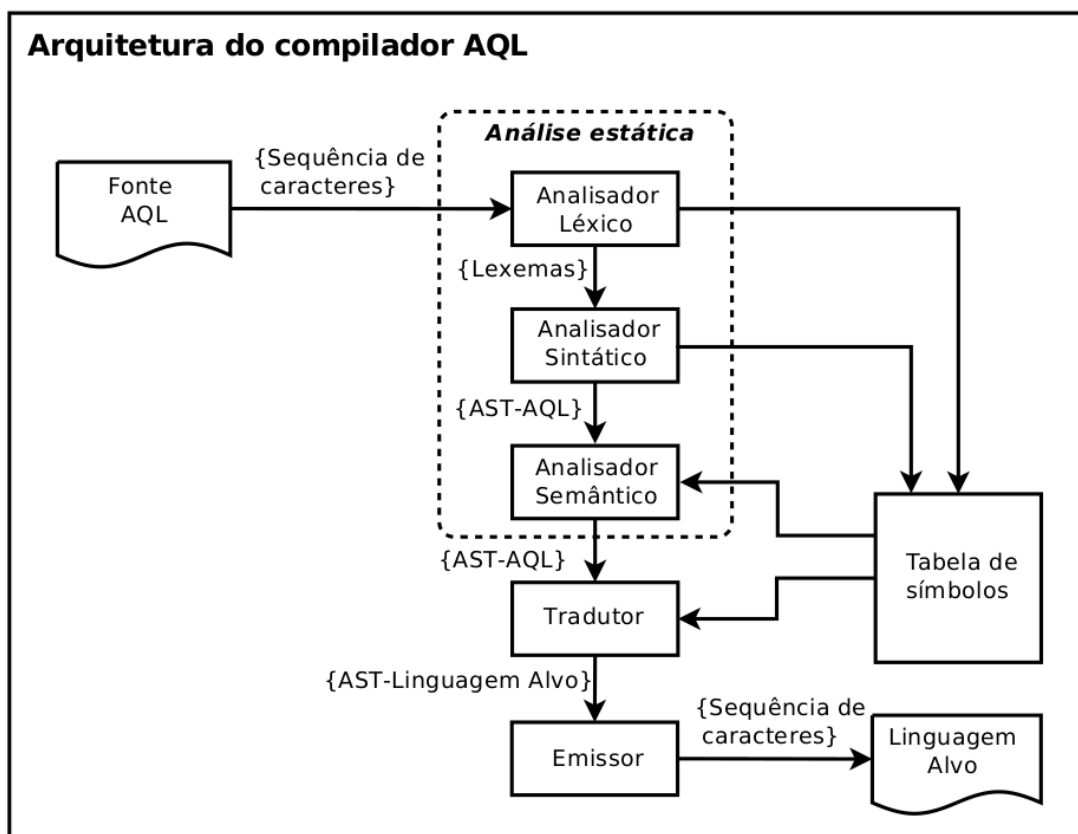 Arquitetura do compilador AQL
Análise estática
Fonte
AQL
{Sequência de
caracteres}
Analisador
Léxico
{Lexemas}
Analisador
Sintático
{AST-AQL}
Analisador
Semântico
{AST-AQL}
Tabela de
símbolos
Tradutor
{AST-Linguagem Alvo}
Emissor
{Sequência de
caracteres}
Linguagem
Alvo